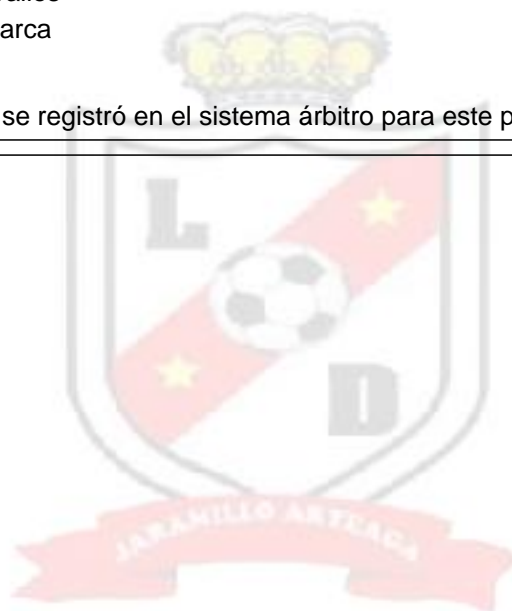 arca
se registró en el sistema árbitro para este p
L
D
JARAMILLO ARTEAGA